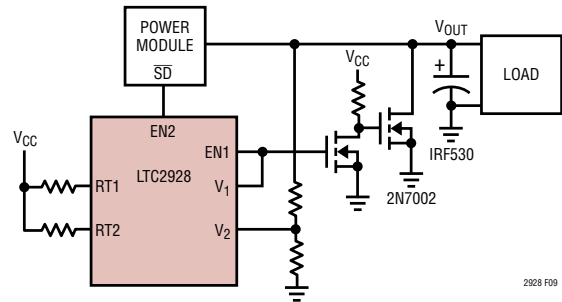 POWER
MODULE
SD
VOUT
VCC
+
LOAD
EN2
VCC
EN1
LTC2928
RT1
V1
RT2
V2
IRF530
2N7002
2928 F09